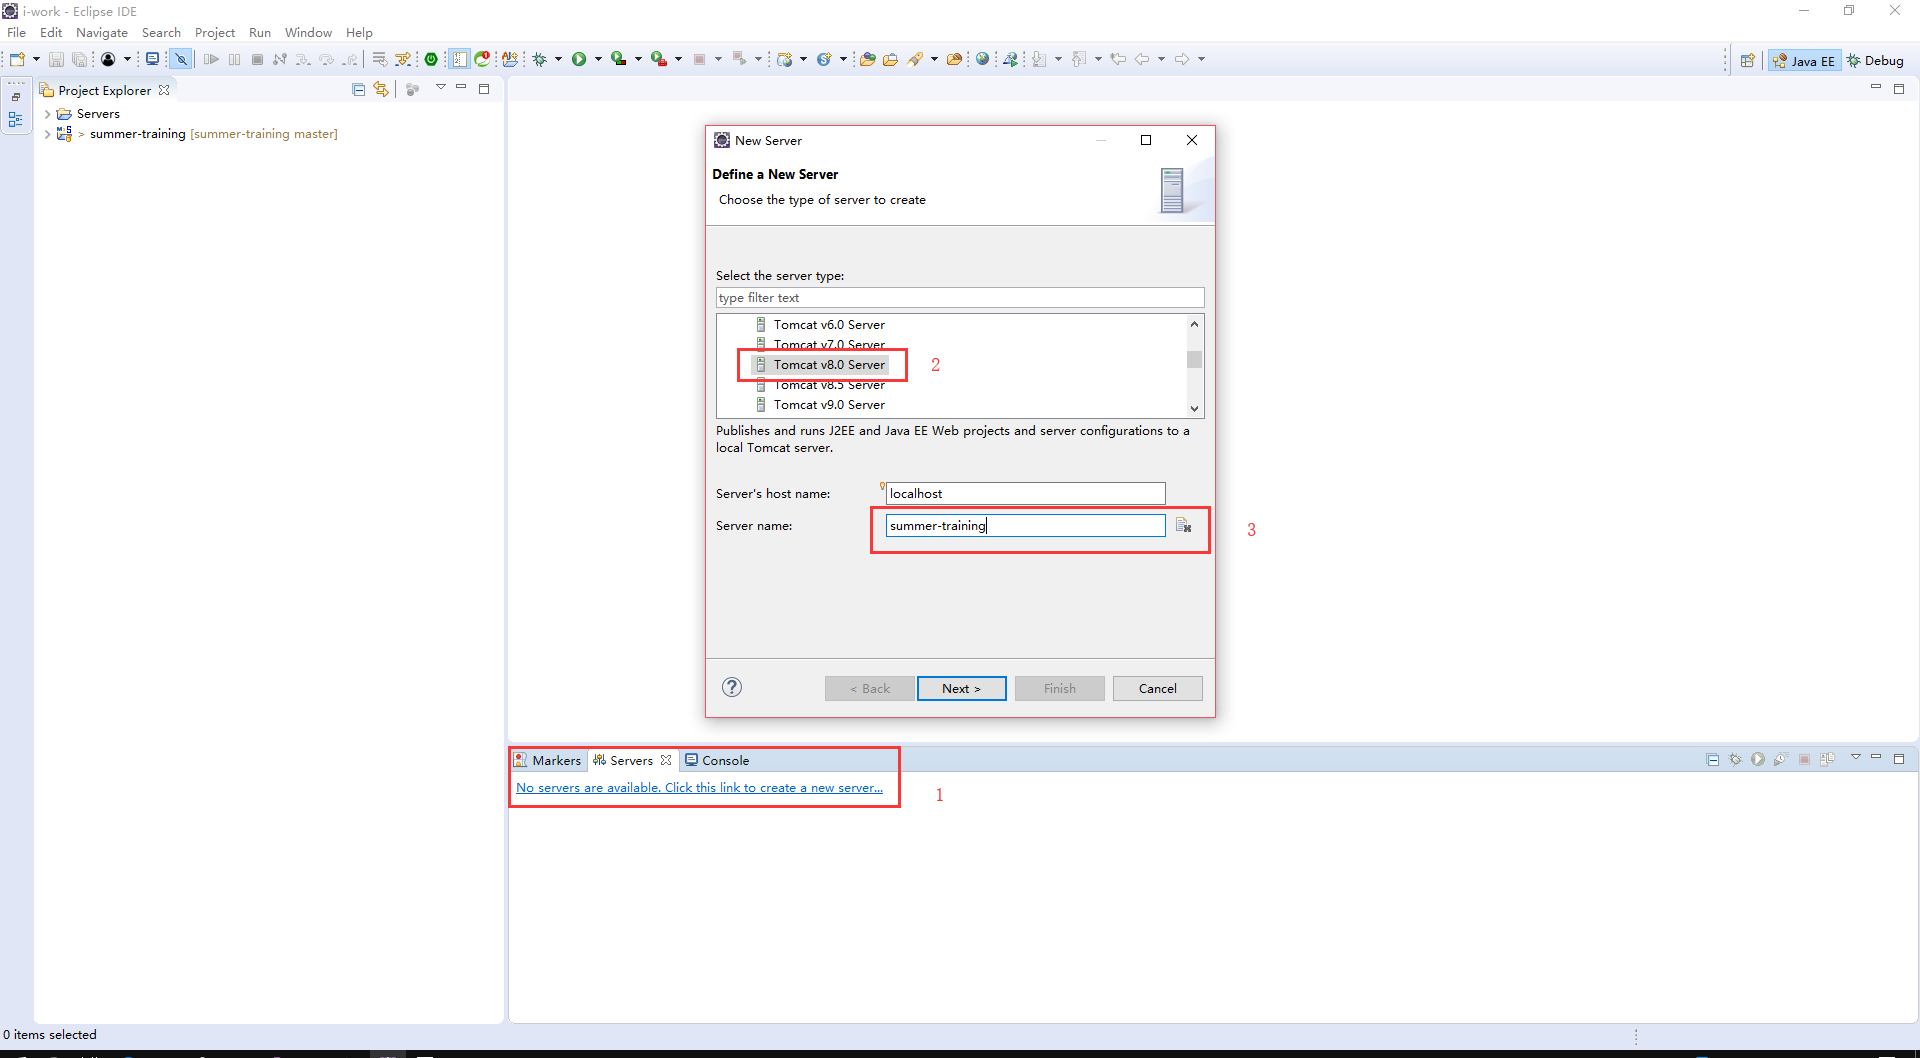 i-work - Eclipse IDE
File Edit Navigate Search Project Run Window Help
Java EE Debug
Project Explorer
Servers
> summer-training [summer-training master]
New Server
Define a New Server
Choose the type of server to create
Select the server type:
type filter text
Tomcat v6.0 Server
Tomcat v7.0 Server
Tomcat v8.0 Server
2
Tomcat v8.5 Server
Tomcat v9.0 Server
Publishes and runs J2EE and Java EE Web projects and server configurations to a
local Tomcat server.
Server's host name: localhost
Server name: summer-training
3
< Back Next > Finish Cancel
Markers Servers Console
No servers are available. Click this link to create a new server...
1
0 items selected